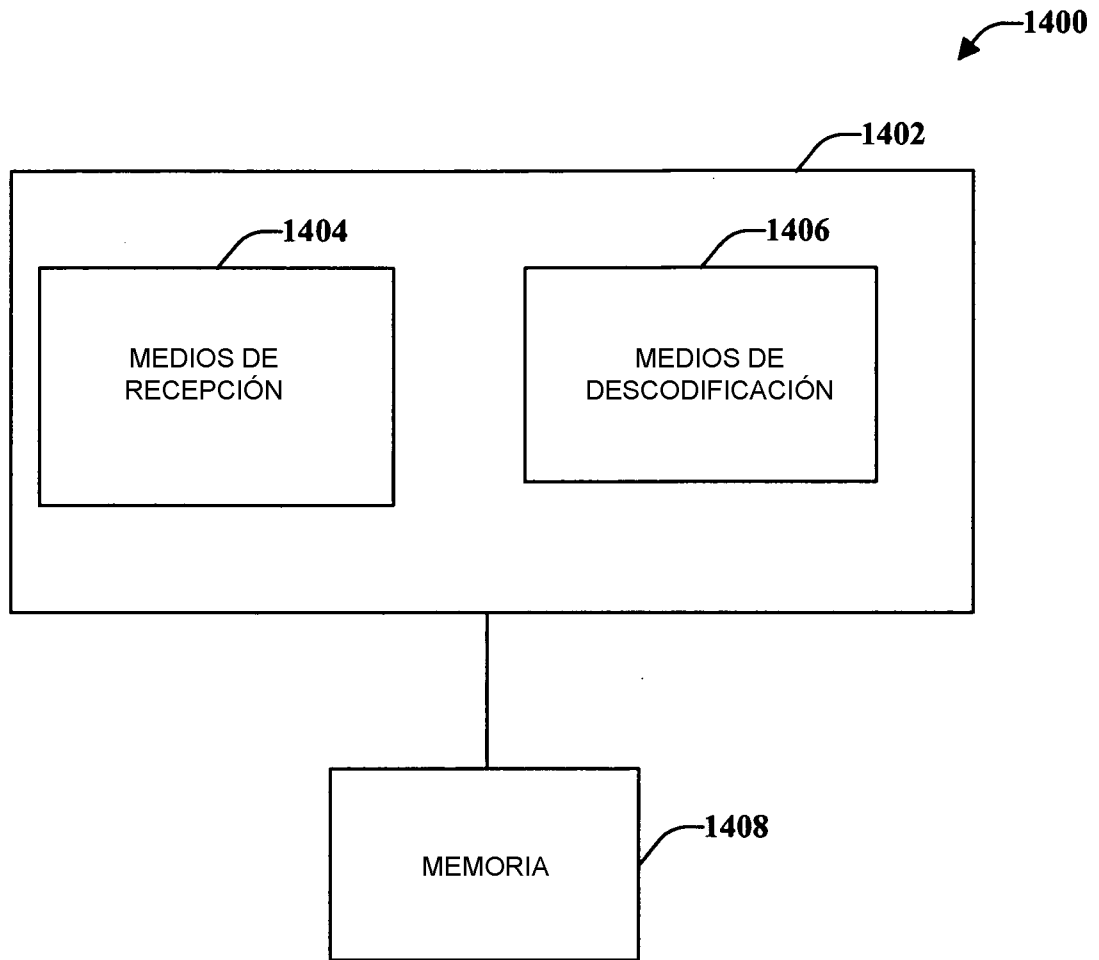 1400
1402
1404
1406
MEDIOS DE
RECEPCIÓN
MEDIOS DE
DESCODIFICACIÓN
1408
MEMORIA